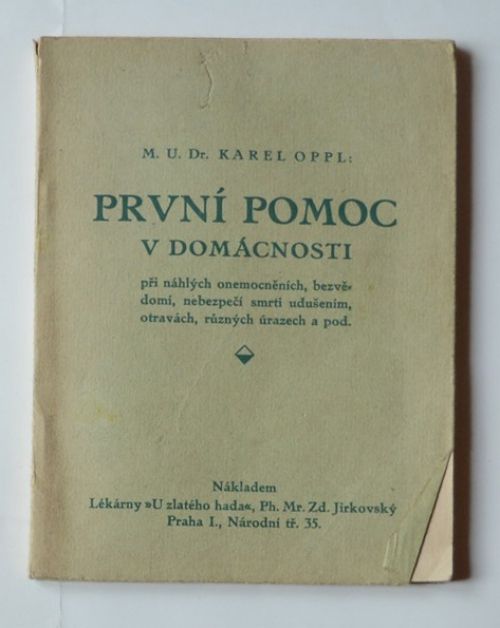 M. U. Dr. KAREL OPPL:
PRVNÍ POMOC
V DOMÁCNOSTI
při náhlých onemocněních, bezvě-
domí, nebezpečí smrti udušením,
otravách, různých úrazech a pod.
Nákladem
Lékárny »U zlatého hada«, Ph. Mr. Zd. Jirkovský
Praha I., Národní tř. 35.